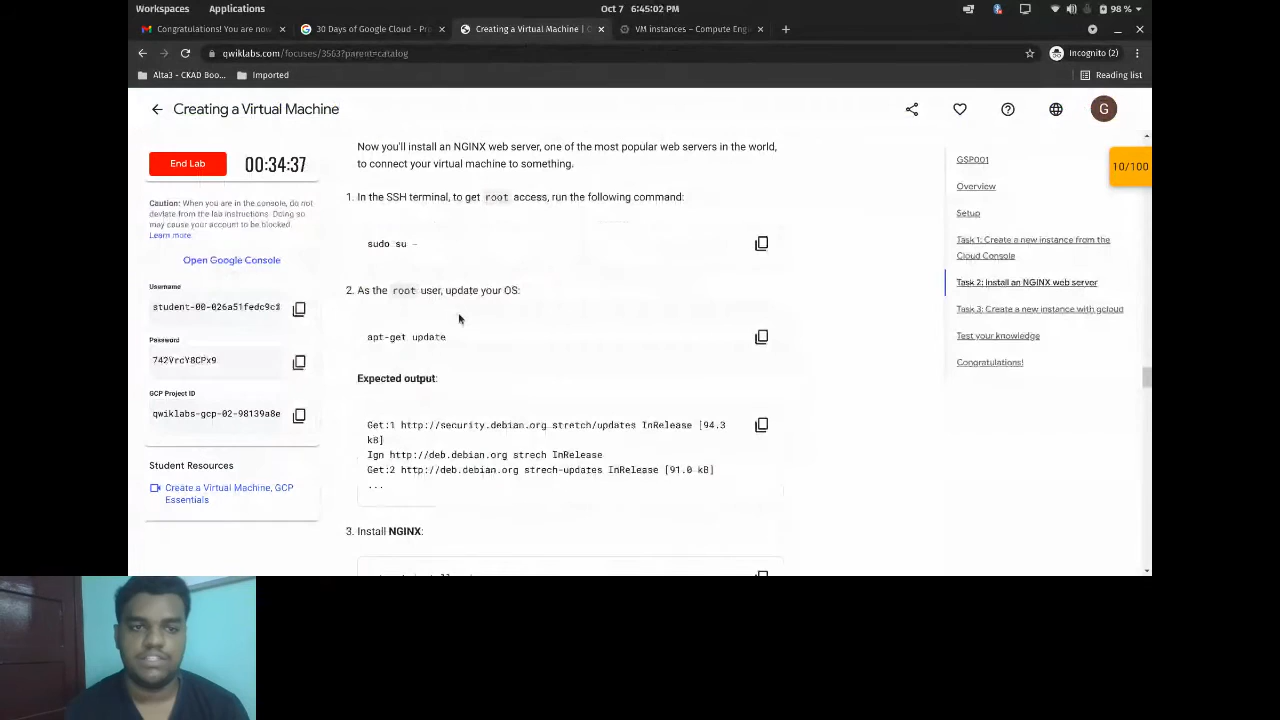 Workspaces Applications Oct 7 6:45:02 PM 98 %
Congratulations! You are now 30 Days of Google Cloud - Pro Creating a Virtual Machine | VM instances – Compute Eng
qwiklabs.org/focuses/3563?parent=catalog Incognito (2)
Alta3 - CKAD Boo... Imported Reading list
Creating a Virtual Machine G
End Lab 00:34:37
Caution: When you are in the console, do not
deviate from the lab instructions. Doing so
may cause your account to be blocked.
Learn more.
Open Google Console
Username
student-00-026a51fedc9c
Password
742VrcY8CPx9
GCP Project ID
qwiklabs-gcp-02-98139a8e
Student Resources
Create a Virtual Machine, GCP
Essentials
Now you'll install an NGINX web server, one of the most popular web servers in the world,
to connect your virtual machine to something.
1. In the SSH terminal, to get root access, run the following command:
sudo su -
2. As the root user, update your OS:
apt-get update
Expected output:
Get:1 http://security.debian.org stretch/updates InRelease [94.3
kB]
Ign http://deb.debian.org strech InRelease
Get:2 http://deb.debian.org strech-updates InRelease [91.0 kB]
...
3. Install NGINX:
GSP001
Overview
Setup
Task 1: Create a new instance from the
Cloud Console
Task 2: Install an NGINX web server
Task 3: Create a new instance with gcloud
Test your knowledge
Congratulations!
10/100